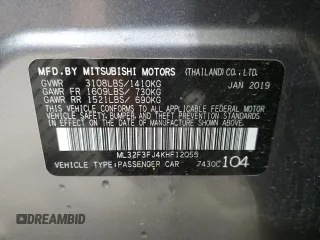 MFD.BY MITSUBISHI MOTORS (THAILAND) CO., LTD.
GVWR 3108LBS/1410KG JAN 2019
GAWR FR 1609LBS/ 730KG
GAWR RR 1521LBS/ 690KG
THIS VEHICLE CONFORMS TO ALL APPLICABLE
FEDERAL MOTOR VEHICLE SAFETY, BUMPER AND
THEFT PREVENTION STANDARDS IN EFFECT ON THE
DATE OF MANUFACTURE SHOWN ABOVE.
ML32F3FJ4KHF12059
VEHICLE TYPE:PASSENGER CAR 7430C 104
DREAMBID